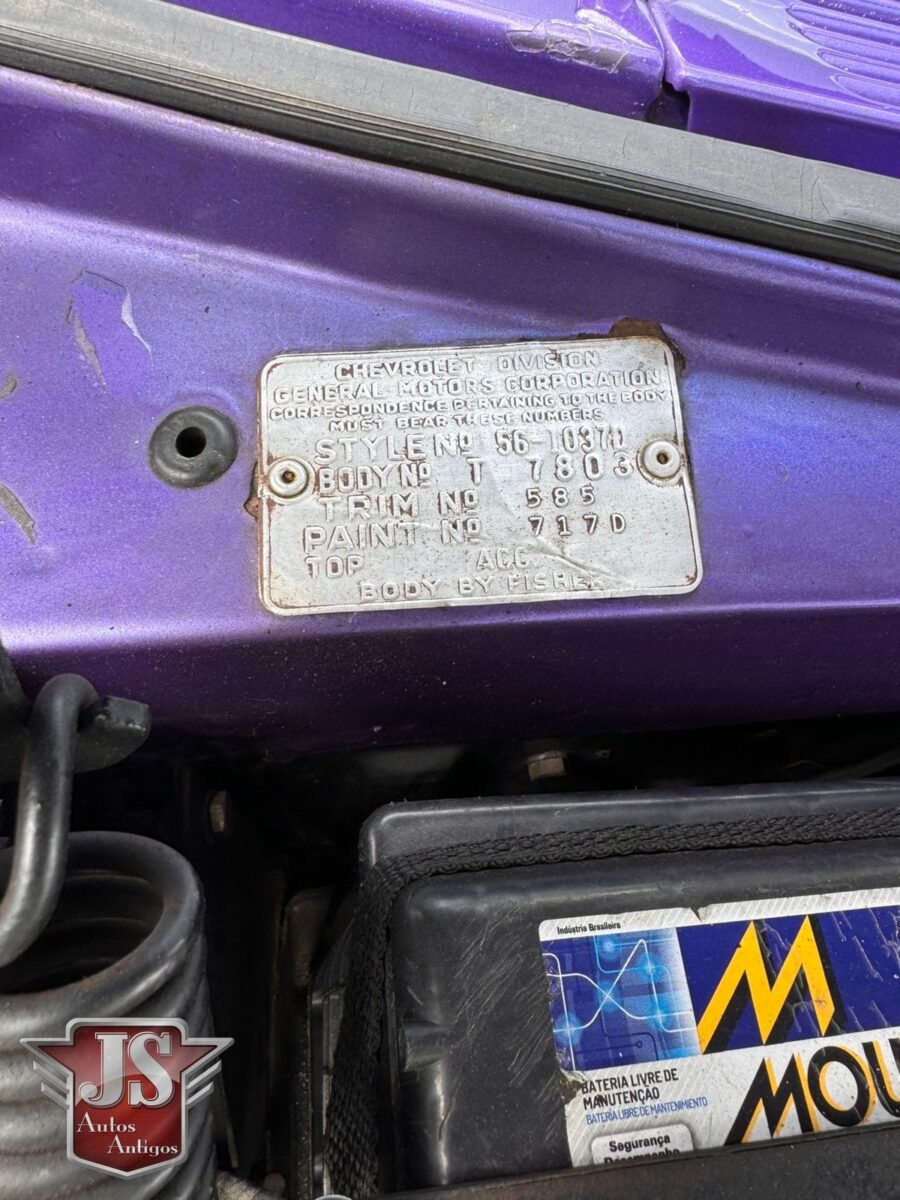 CHEVROLET DIVISION
GENERAL MOTORS CORPORATION
CORRESPONDENCE PERTAINING TO THE BODY
MUST BEAR THESE NUMBERS
STYLE Nº 56-1037D
BODY Nº T 7803
TRIM Nº 585
PAINT Nº 717D
TOP ACC.
BODY BY FISHER
Indústria Brasileira
M
MOU
BATERIA LIVRE DE
MANUTENÇÃO
BATERIA LIBRE DE MANTENIMIENTO
Segurança
Desempenho
JS
Autos
Antigos